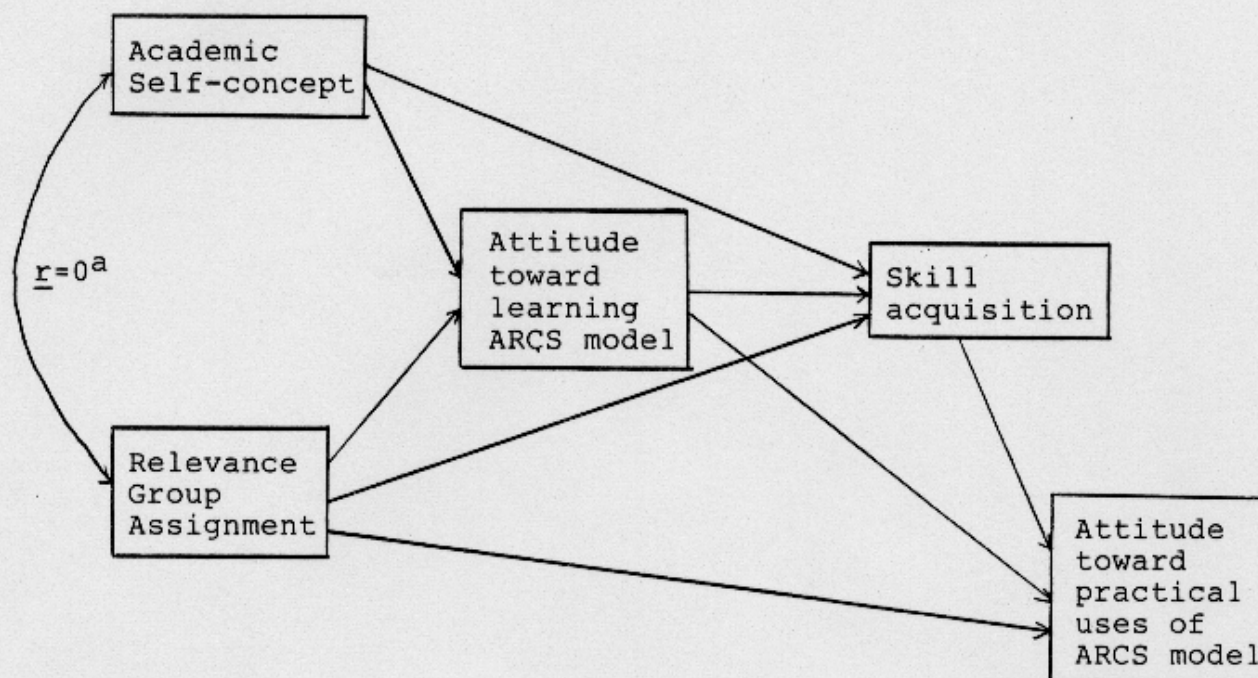 Academic
Self-concept
r=0a
Attitude
toward
learning
ARCS model
Skill
acquisition
Relevance
Group
Assignment
Attitude
toward
practical
uses of
ARCS model